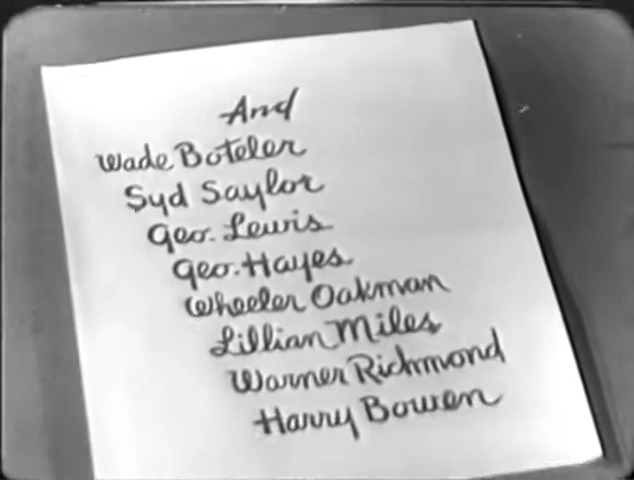 And
Wade Boteler
Syd Saylor
Geo. Lewis
Geo. Hayes
Wheeler Oakman
Lillian Miles
Warner Richmond
Harry Bowen